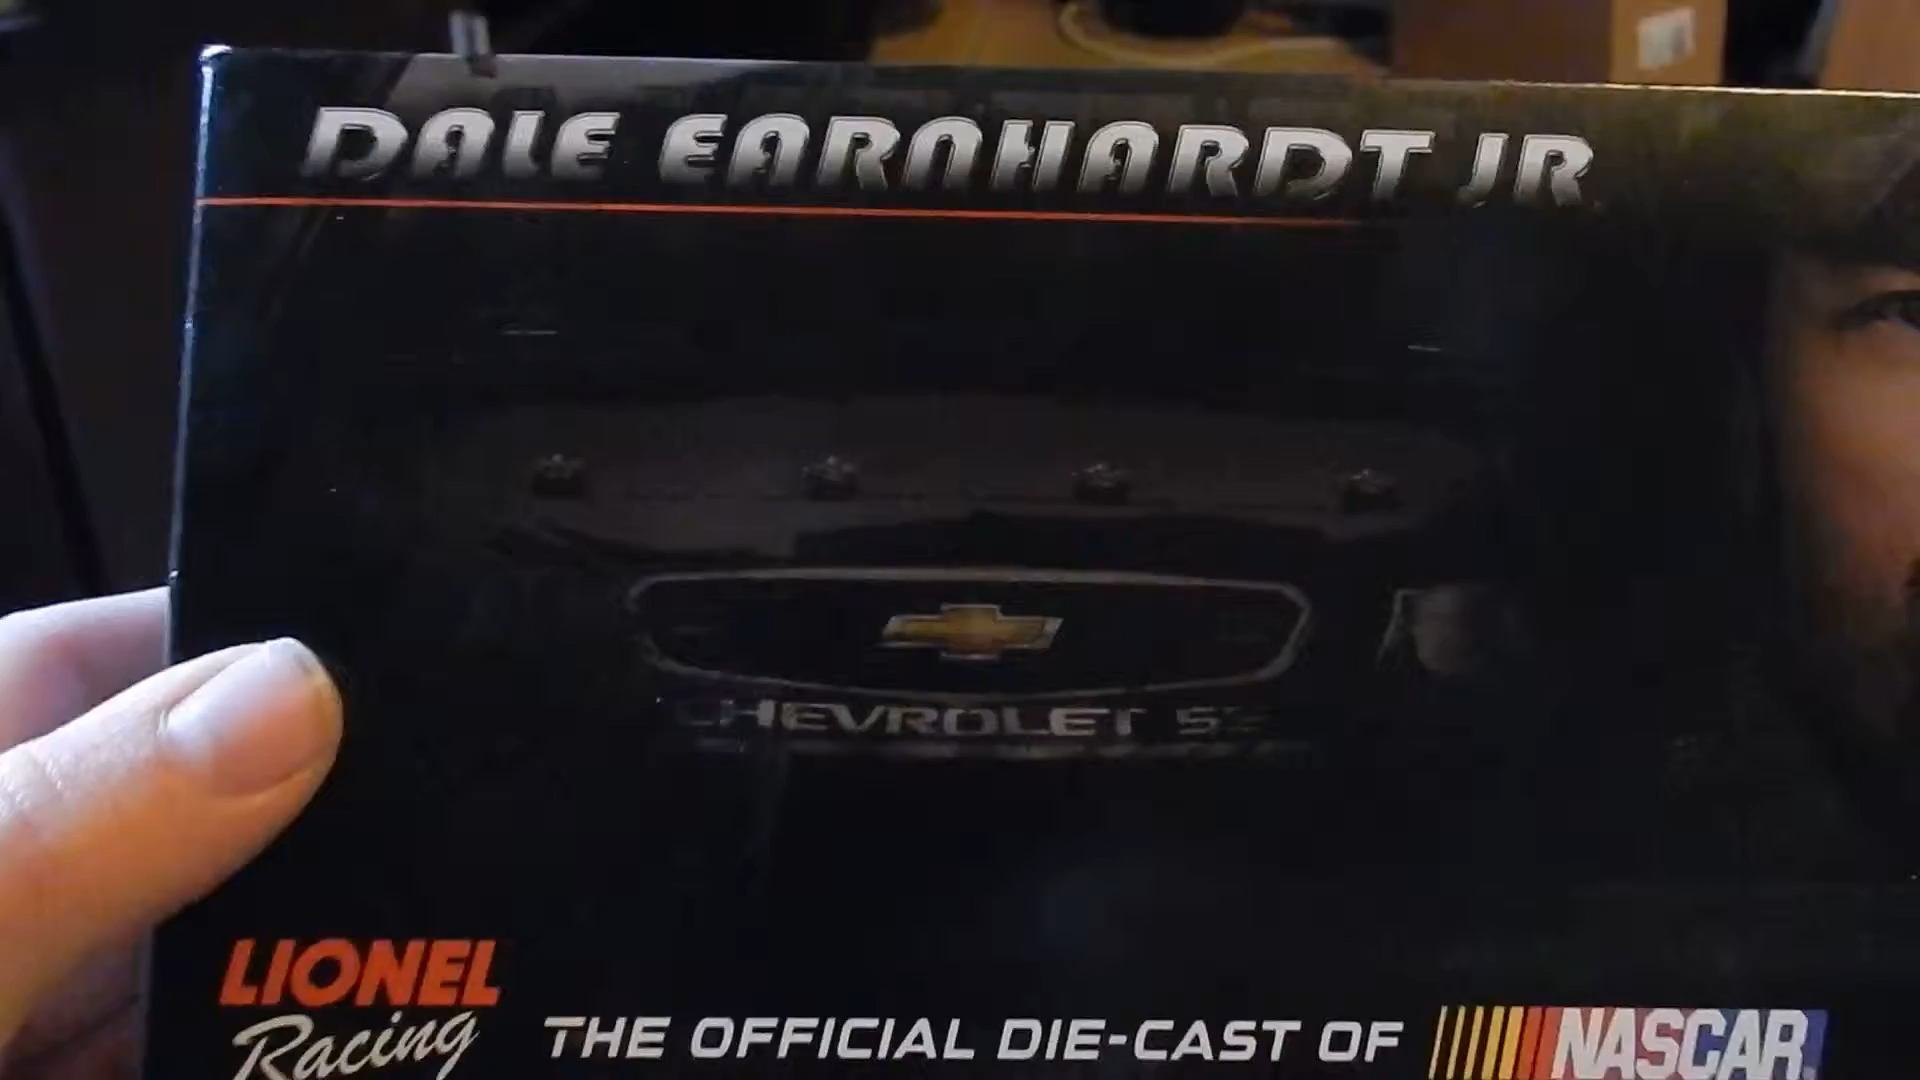 DALE EARNHARDT JR
CHEVROLET SS
LIONEL
Racing
THE OFFICIAL DIE-CAST OF NASCAR